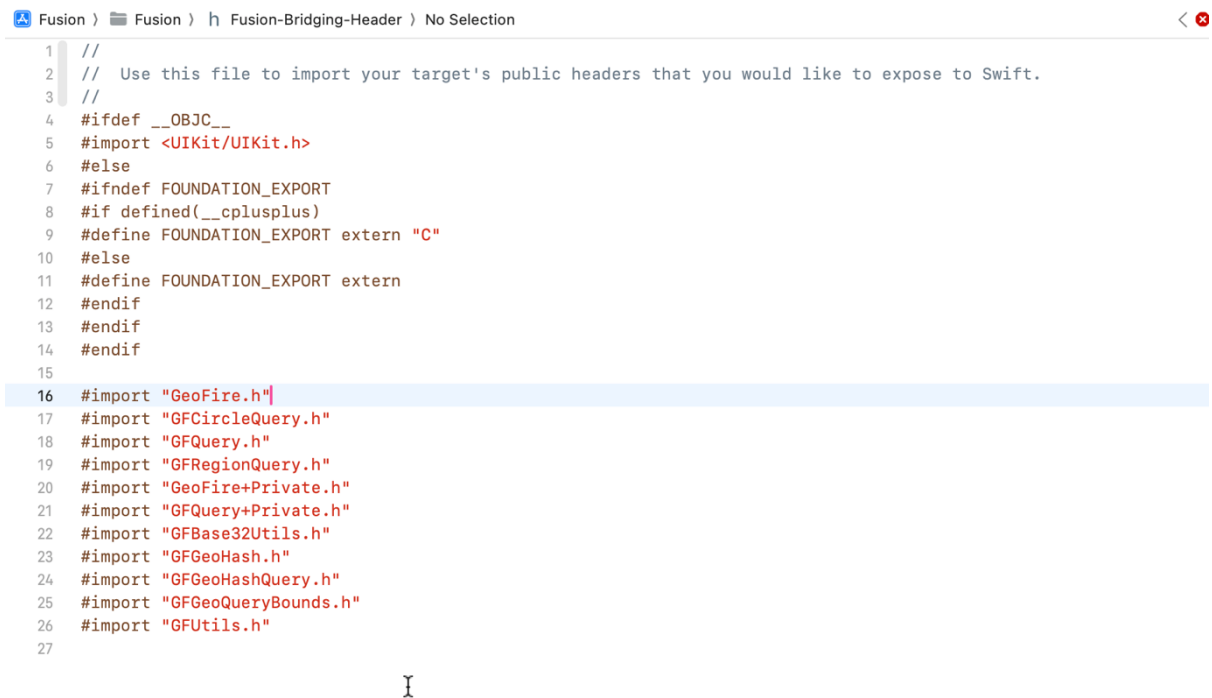 Fusion 〉 Fusion 〉 h Fusion-Bridging-Header 〉 No Selection
1 //
2 //  Use this file to import your target's public headers that you would like to expose to Swift.
3 //
4 #ifdef __OBJC__
5 #import <UIKit/UIKit.h>
6 #else
7 #ifndef FOUNDATION_EXPORT
8 #if defined(__cplusplus)
9 #define FOUNDATION_EXPORT extern "C"
10 #else
11 #define FOUNDATION_EXPORT extern
12 #endif
13 #endif
14 #endif
15
16 #import "GeoFire.h"
17 #import "GFCircleQuery.h"
18 #import "GFQuery.h"
19 #import "GFRegionQuery.h"
20 #import "GeoFire+Private.h"
21 #import "GFQuery+Private.h"
22 #import "GFBase32Utils.h"
23 #import "GFGeoHash.h"
24 #import "GFGeoHashQuery.h"
25 #import "GFGeoQueryBounds.h"
26 #import "GFUtils.h"
27